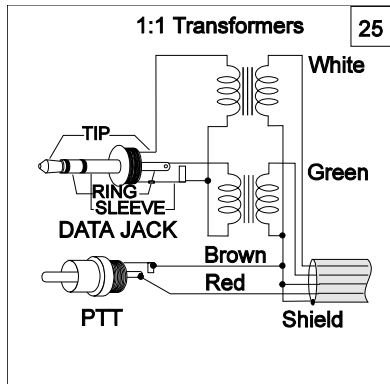 1:1 Transformers
25
White
TIP
Green
RING
SLEEVE
DATA JACK
Brown
Red
PTT
Shield